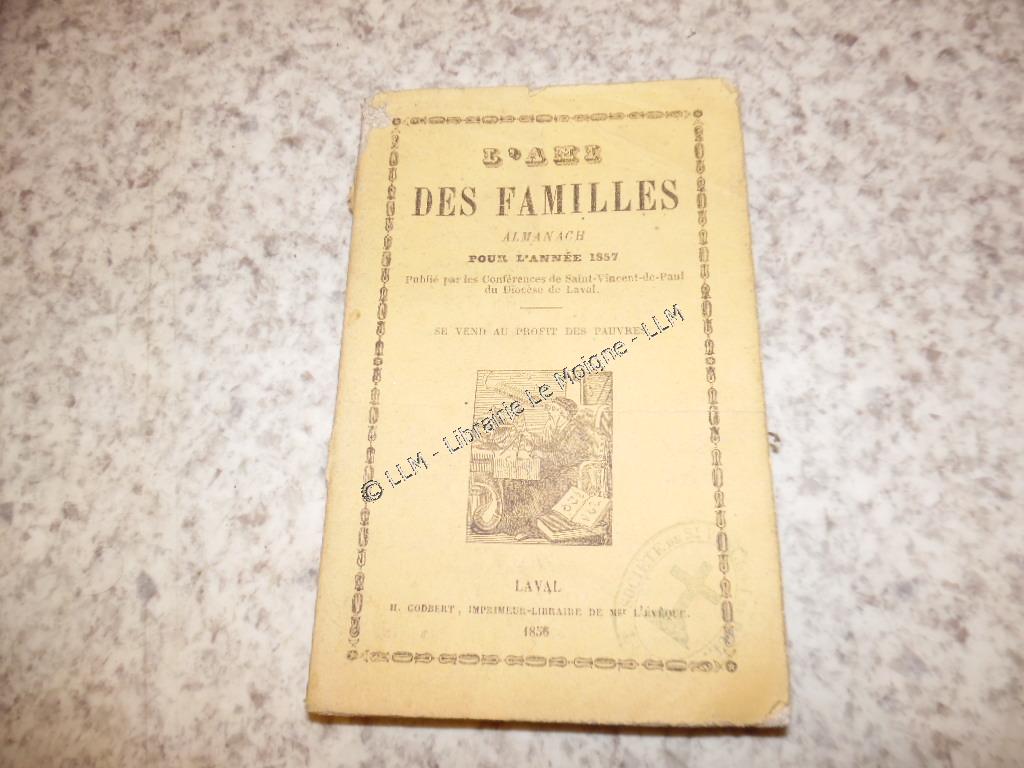 L'AMI
DES FAMILLES
ALMANACH
POUR L'ANNÉE 1857
Publié par les Conférences de Saint-Vincent-de-Paul
du Diocèse de Laval.
SE VEND AU PROFIT DES PAUVRES
© LLM - Librairie Le Moigne - LLM
LAVAL
H. GODBERT, IMPRIMEUR-LIBRAIRE DE Mgr L'ÉVÊQUE.
1856
SOCIÉTÉ DE